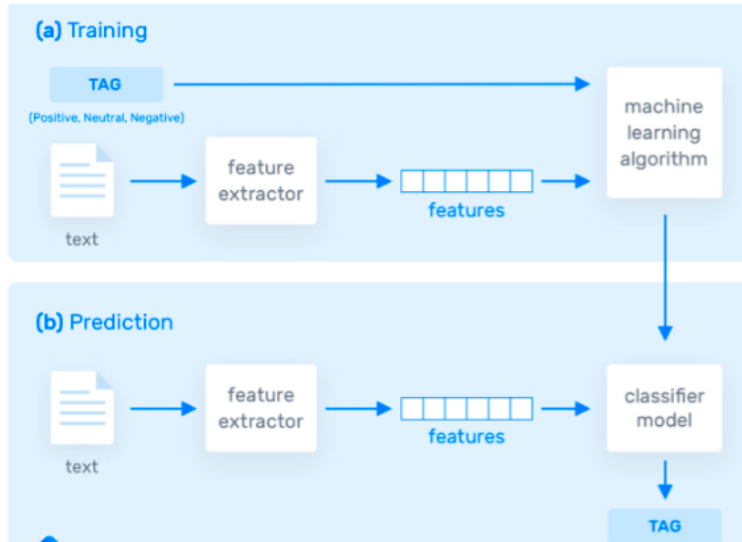 (a) Training
TAG
(Positive, Neutral, Negative)
machine
learning
algorithm
feature
extractor
features
text
(b) Prediction
feature
extractor
features
classifier
model
text
TAG